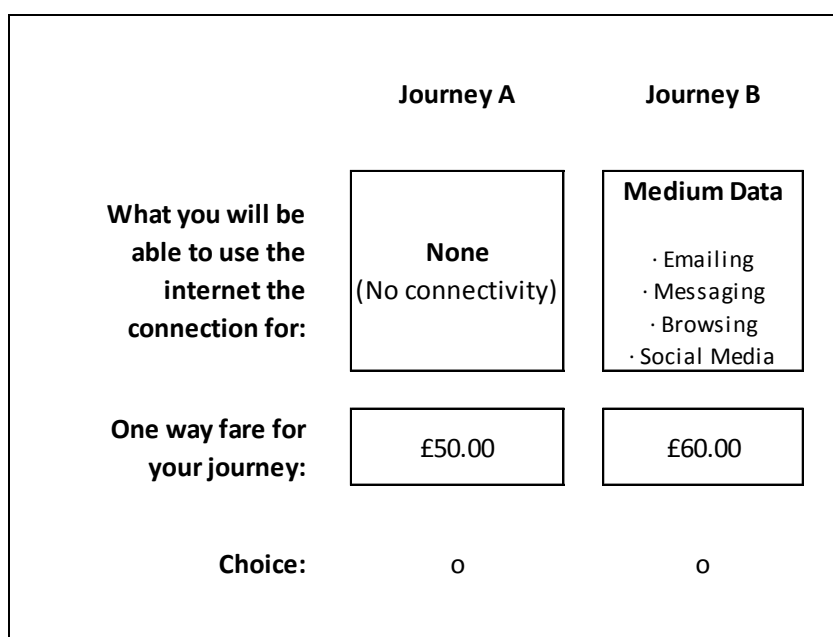 Journey A
Journey B
What you will be
able to use the
internet the
connection for:
None
(No connectivity)
Medium Data
· Emailing
· Messaging
· Browsing
· Social Media
One way fare for
your journey:
£50.00
£60.00
Choice:
o
o